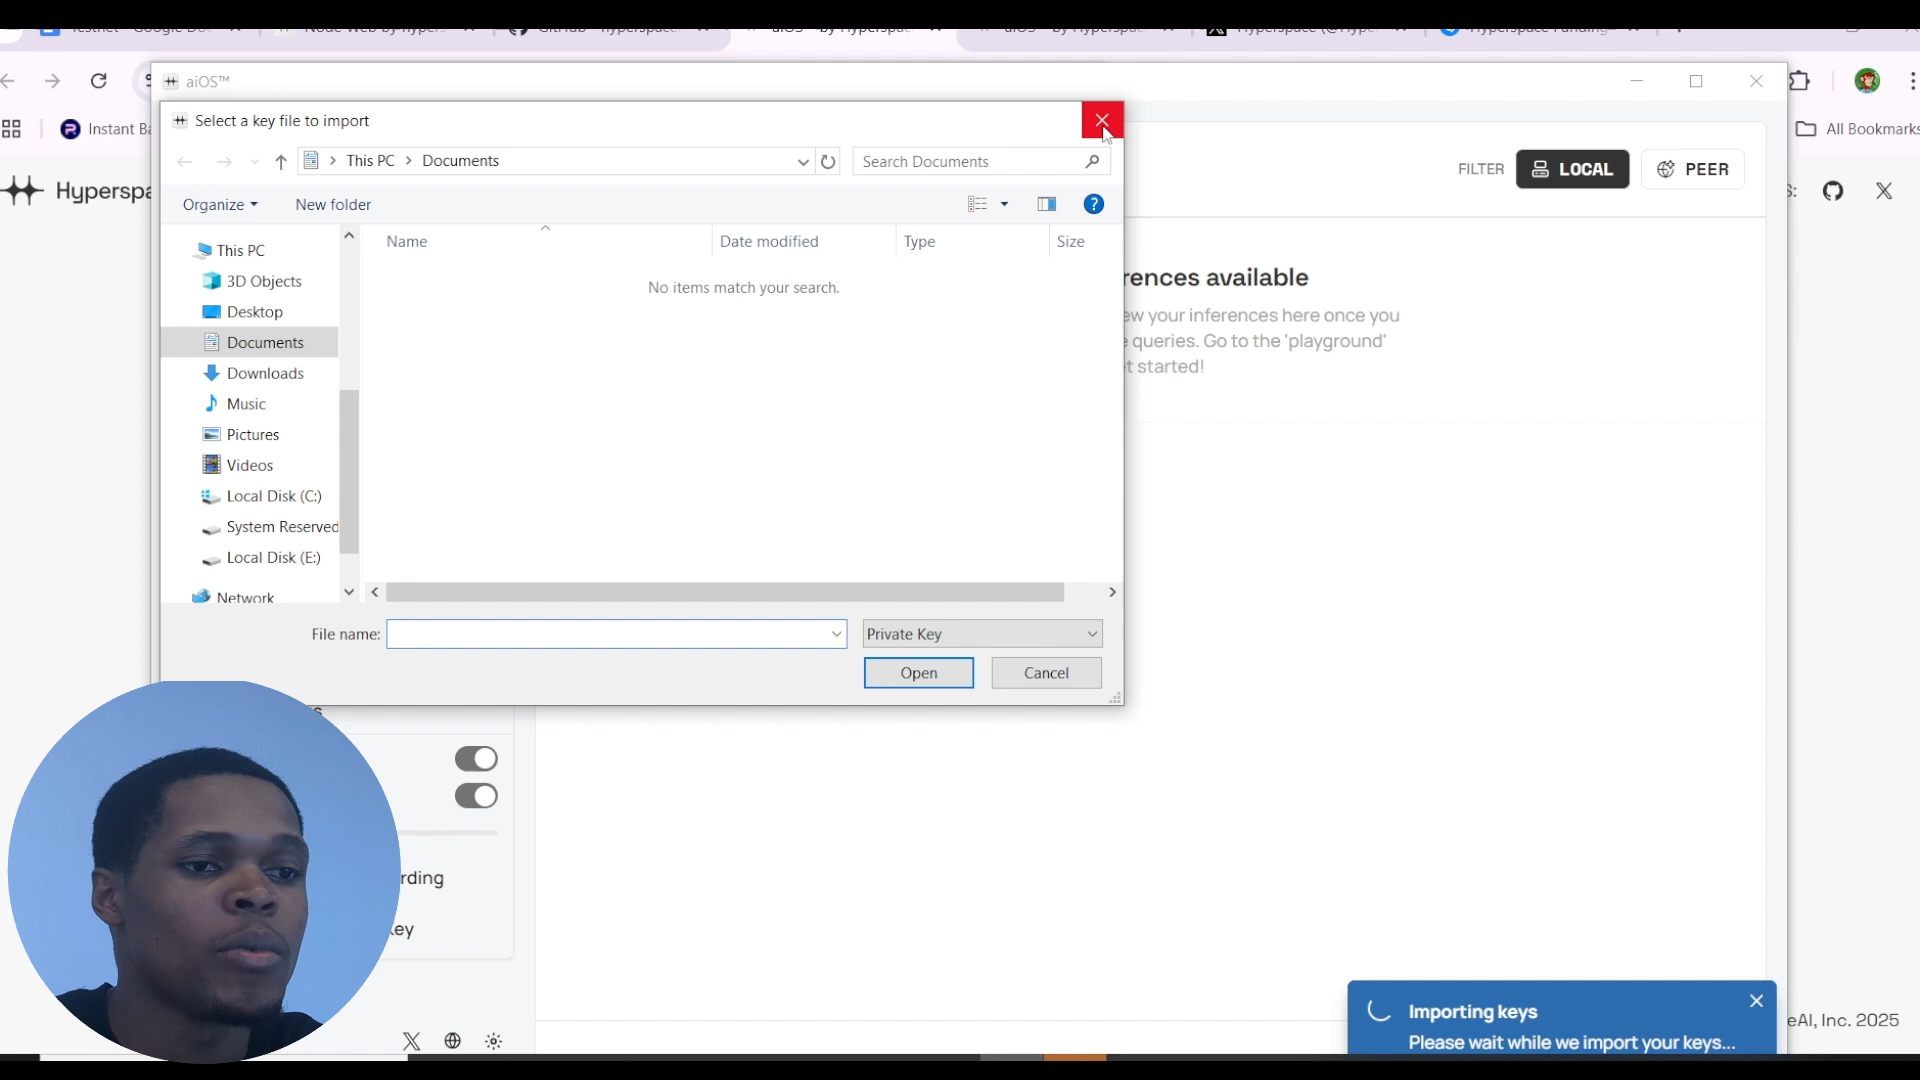 aiOS™
Instant Ba
All Bookmarks
Select a key file to import
This PC > Documents
Search Documents
FILTER
LOCAL
PEER
Hyperspa
Organize
New folder
Name
Date modified
Type
Size
This PC
3D Objects
Desktop
Documents
Downloads
Music
Pictures
Videos
Local Disk (C:)
System Reserved
Local Disk (E:)
Network
No items match your search.
rences available
ew your inferences here once you
e queries. Go to the 'playground'
t started!
File name:
Private Key
Open
Cancel
rding
ey
Importing keys
Please wait while we import your keys...
eAI, Inc. 2025